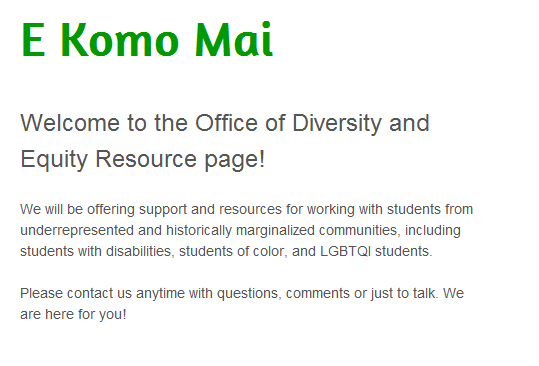 E Komo Mai
Welcome to the Office of Diversity and
Equity Resource page!
We will be offering support and resources for working with students from
underrepresented and historically marginalized communities, including
students with disabilities, students of color, and LGBTQI students.
Please contact us anytime with questions, comments or just to talk. We
are here for you!